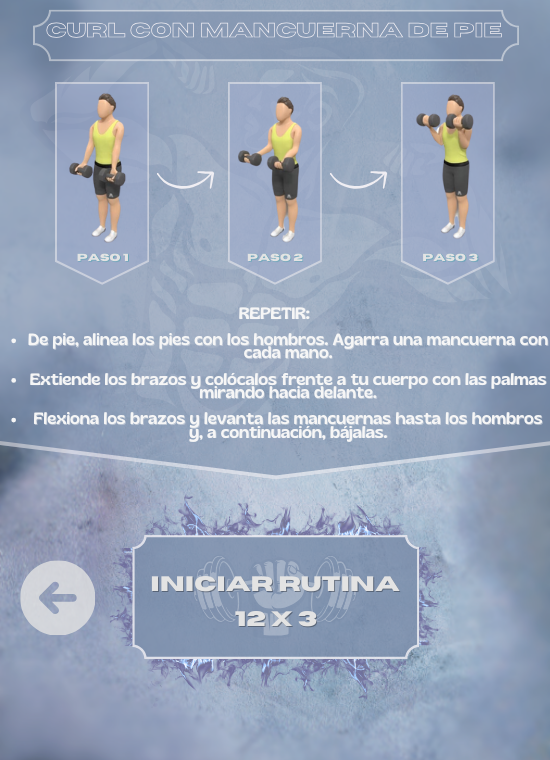 CURL CON MANCUERNA DE PIE
PASO 1
PASO 2
PASO 3
REPETIR:
• De pie, alinea los pies con los hombros. Agarra una mancuerna con
cada mano.
• Extiende los brazos y colócalos frente a tu cuerpo con las palmas
mirando hacia delante.
• Flexiona los brazos y levanta las mancuernas hasta los hombros
y, a continuación, bájalas.
INICIAR RUTINA
12 X 3